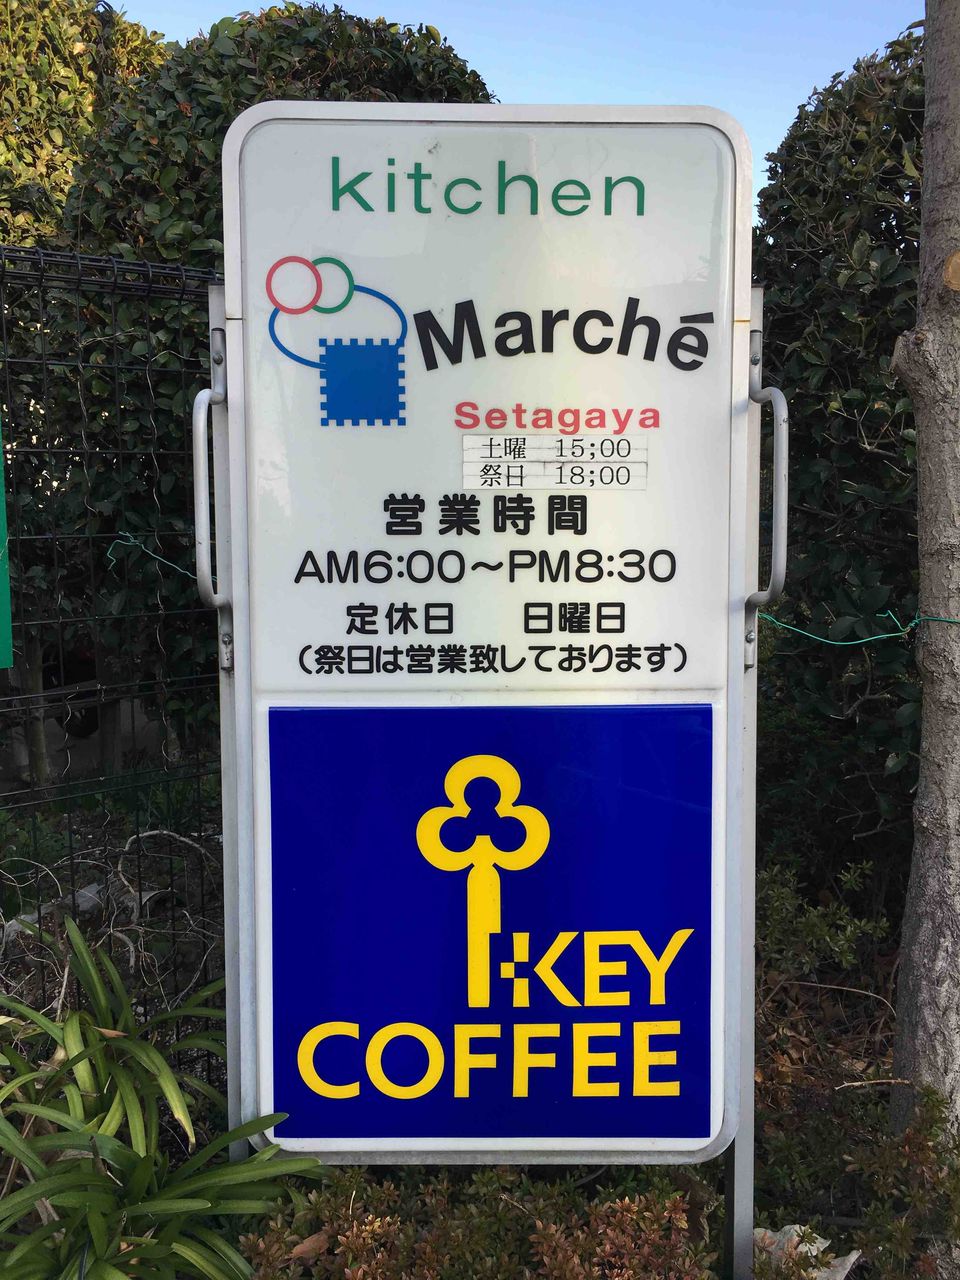 kitchen
Marché
Setagaya
土曜 15;00
祭日 18;00
営業時間
AM6:00～PM8:30
定休日 日曜日
(祭日は営業致しております)
KEY
COFFEE